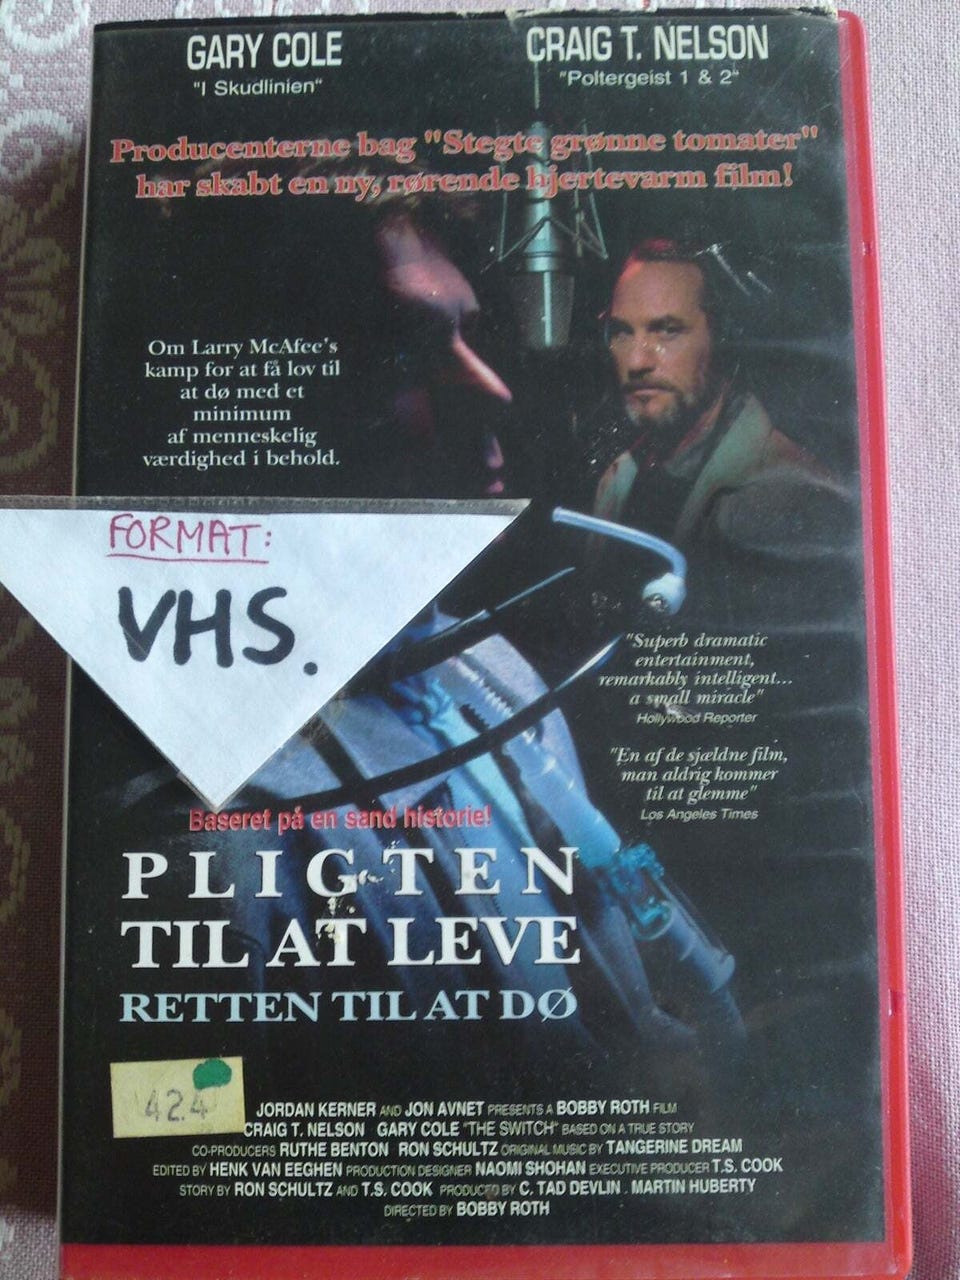 GARY COLE
"I Skudlinien"
CRAIG T. NELSON
"Poltergeist 1 & 2"
Producenterne bag "Stegte grønne tomater"
har skabt en ny, rørende hjertevarm film!
Om Larry McAfee's
kamp for at få lov til
at dø med et
minimum
af menneskelig
værdighed i behold.
FORMAT:
VHS.
"Superb dramatic
entertainment,
remarkably intelligent...
a small miracle"
Hollywood Reporter
"En af de sjældne film,
man aldrig kommer
til at glemme"
Los Angeles Times
Baseret på en sand historie!
PLIGTEN
TIL AT LEVE
RETTEN TIL AT DØ
42.4
JORDAN KERNER AND JON AVNET PRESENTS A BOBBY ROTH FILM
CRAIG T. NELSON GARY COLE "THE SWITCH" BASED ON A TRUE STORY
CO-PRODUCERS RUTHE BENTON RON SCHULTZ ORIGINAL MUSIC BY TANGERINE DREAM
EDITED BY HENK VAN EEGHEN PRODUCTION DESIGNER NAOMI SHOHAN EXECUTIVE PRODUCER T.S. COOK
STORY BY RON SCHULTZ AND T.S. COOK PRODUCED BY C. TAD DEVLIN . MARTIN HUBERTY
DIRECTED BY BOBBY ROTH